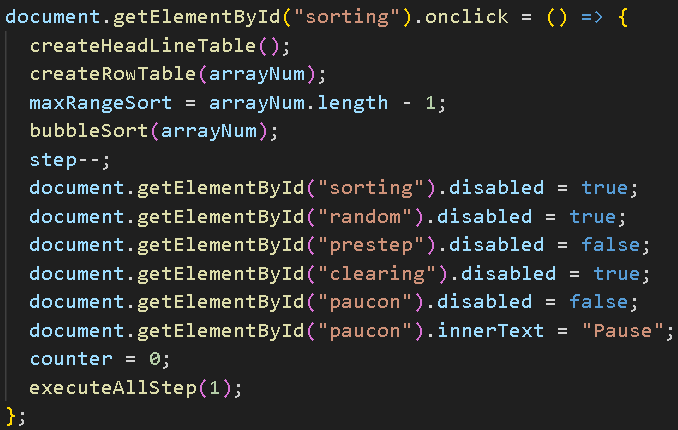 document.getElementById("sorting").onclick = () => {
  createHeadLineTable();
  createRowTable(arrayNum);
  maxRangeSort = arrayNum.length - 1;
  bubbleSort(arrayNum);
  step--;
  document.getElementById("sorting").disabled = true;
  document.getElementById("random").disabled = true;
  document.getElementById("prestep").disabled = false;
  document.getElementById("clearing").disabled = true;
  document.getElementById("paucon").disabled = false;
  document.getElementById("paucon").innerText = "Pause";
  counter = 0;
  executeAllStep(1);
};